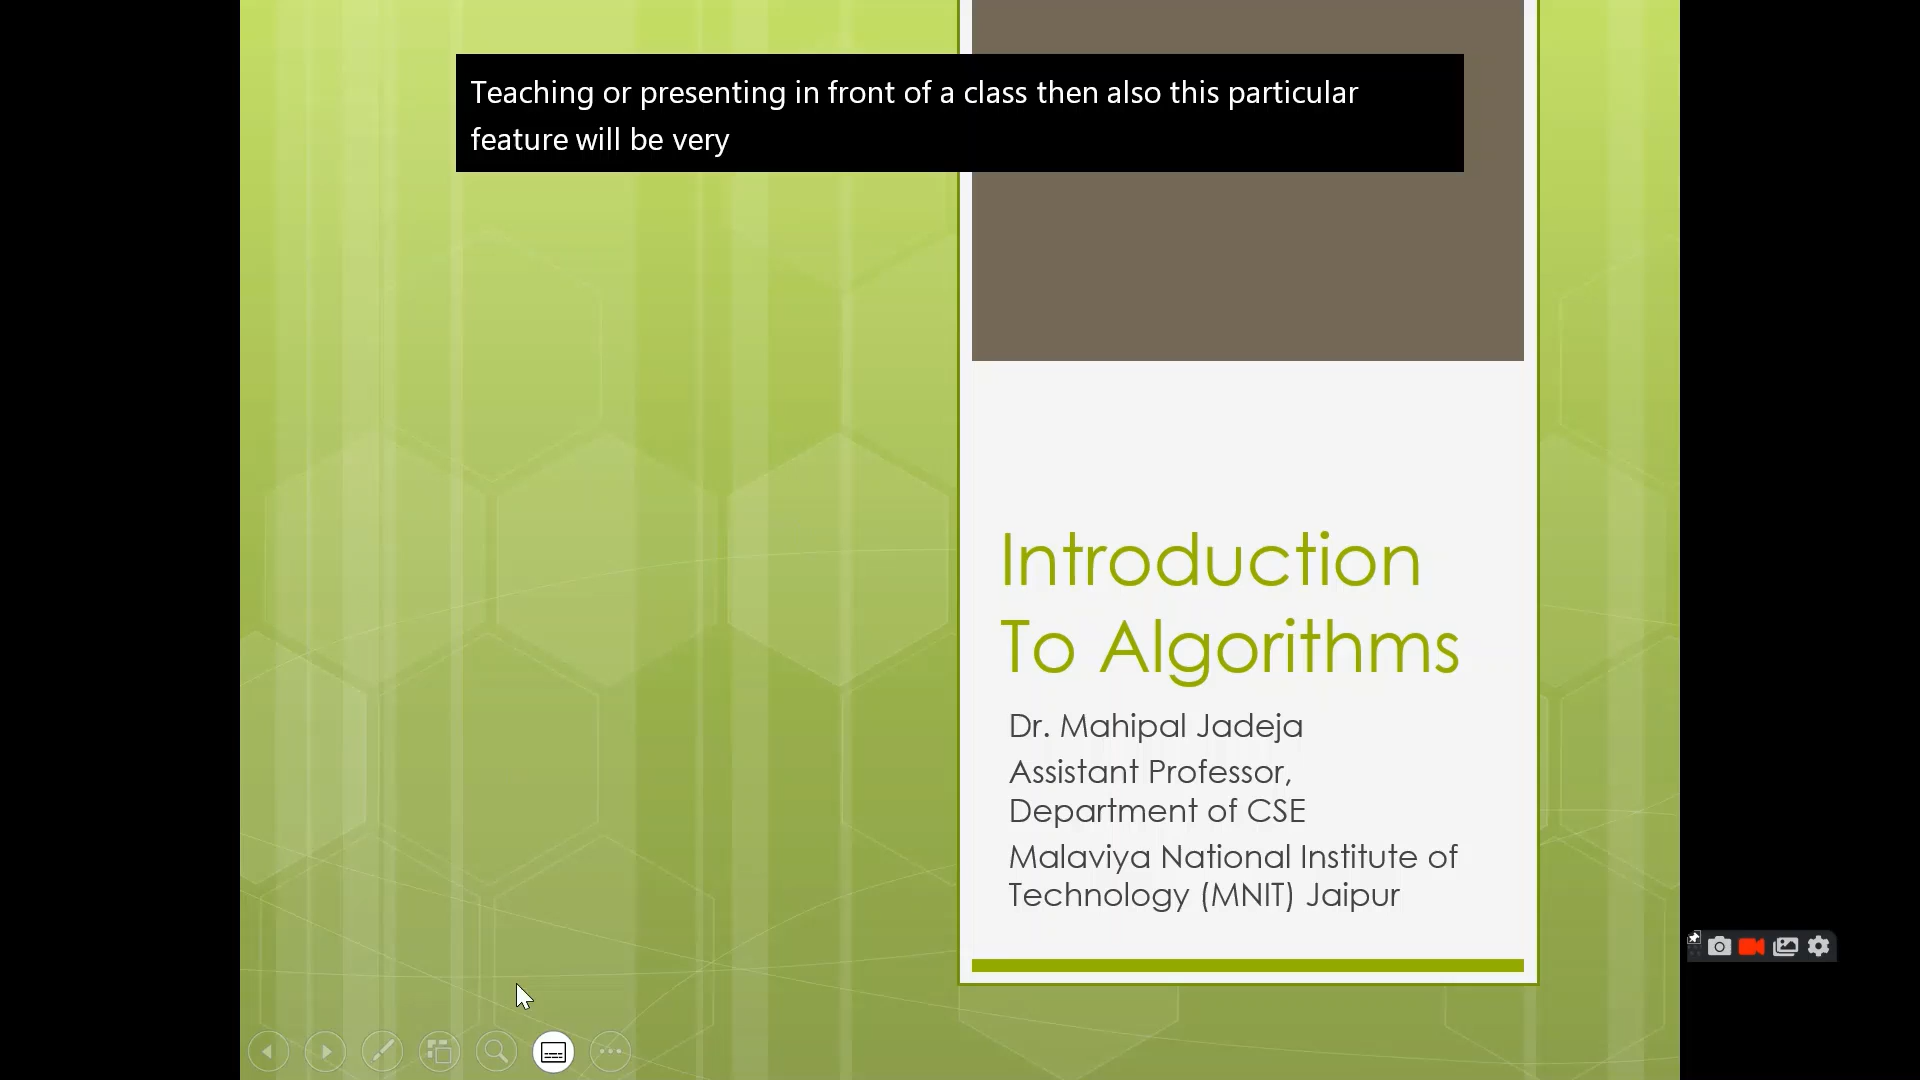 Teaching or presenting in front of a class then also this particular
feature will be very
Introduction
To Algorithms
Dr. Mahipal Jadeja
Assistant Professor,
Department of CSE
Malaviya National Institute of
Technology (MNIT) Jaipur